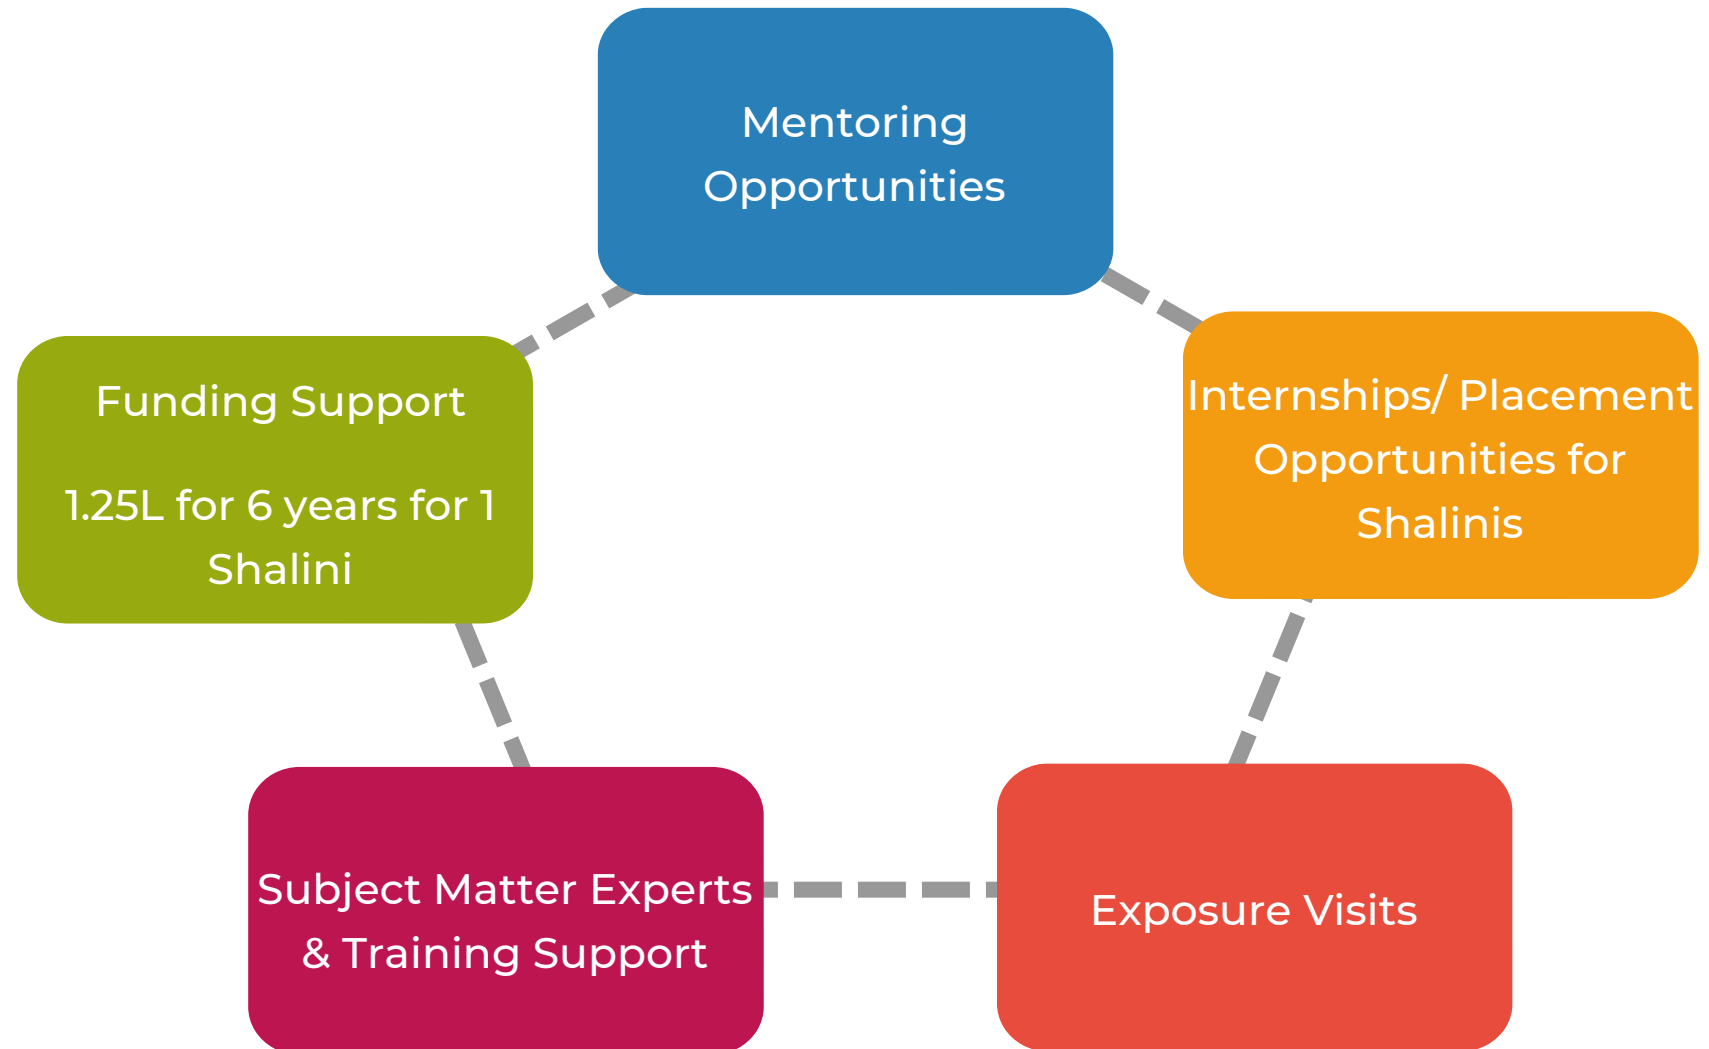 Mentoring
Opportunities
Funding Support
1.25L for 6 years for 1
Shalini
Internships/ Placement
Opportunities for
Shalinis
Subject Matter Experts
& Training Support
Exposure Visits